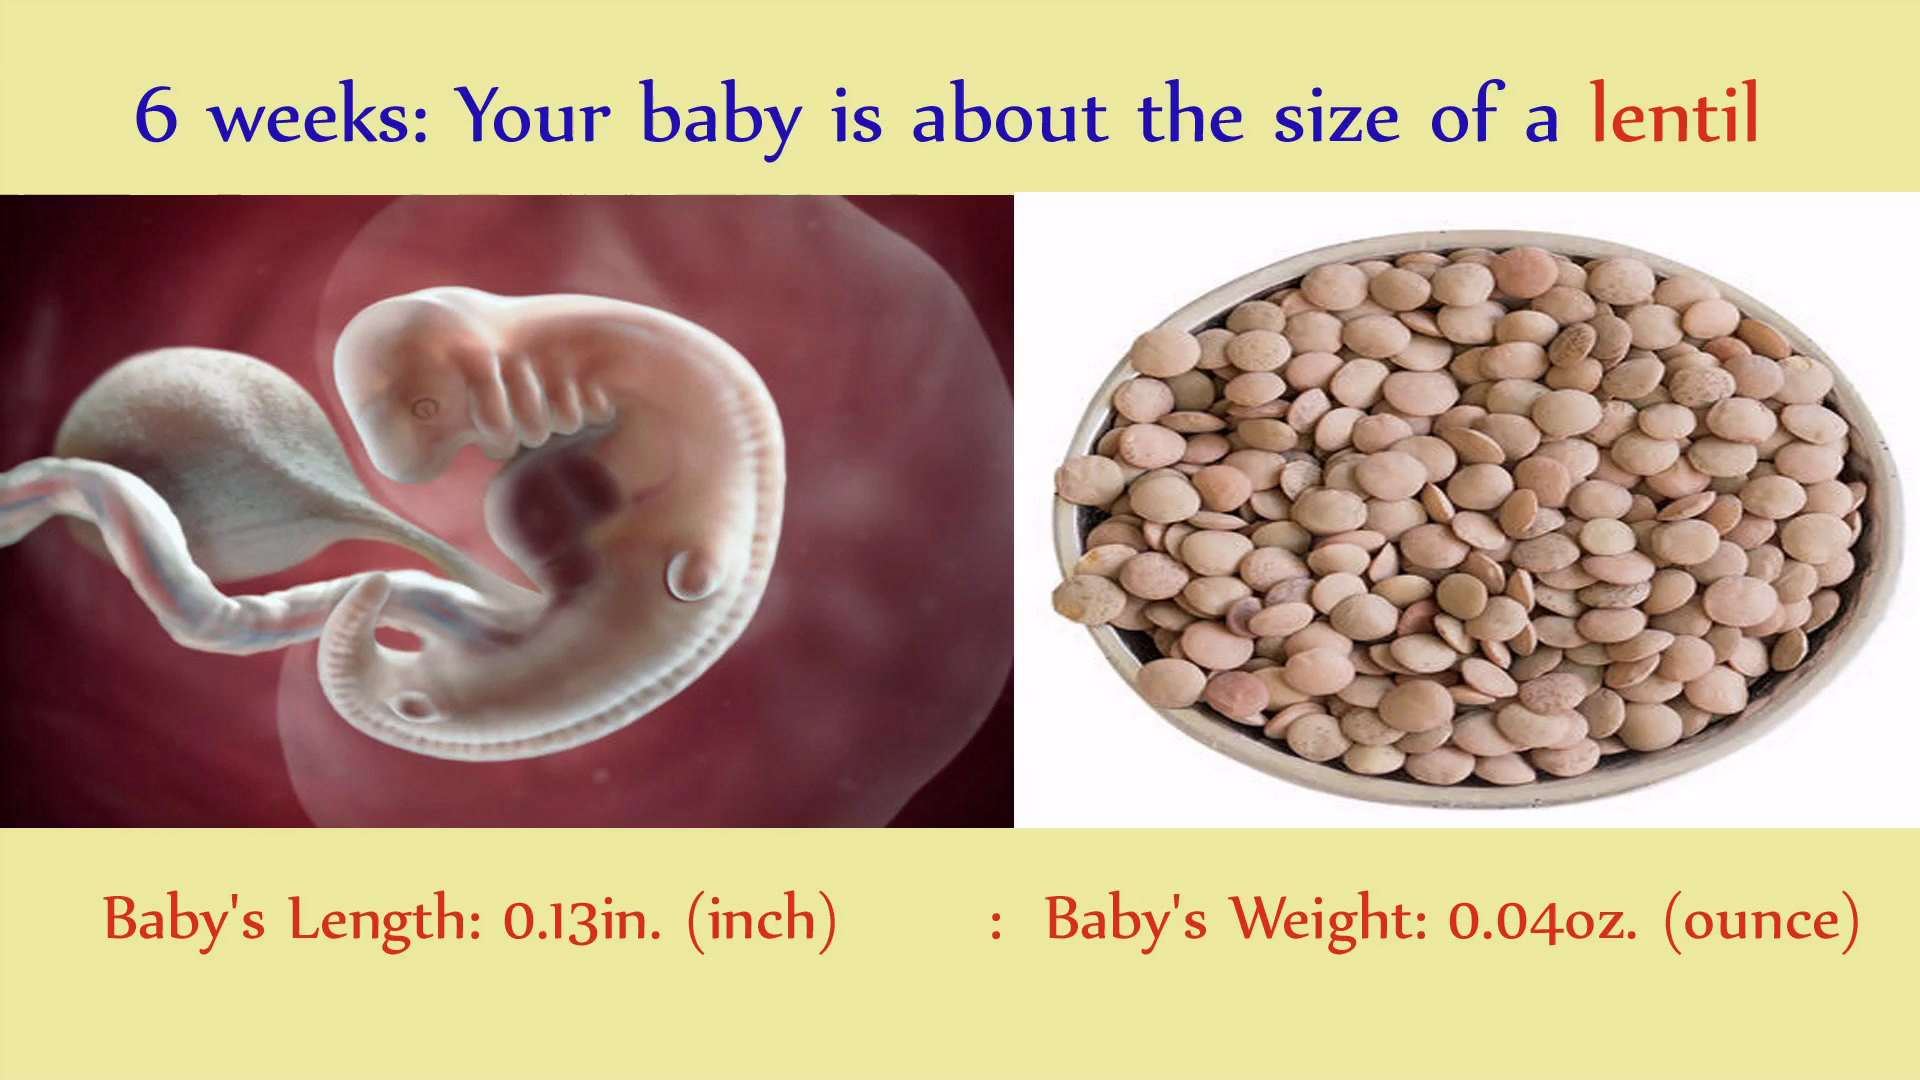 6 weeks: Your baby is about the size of a lentil
Baby's Length: 0.13in. (inch) : Baby's Weight: 0.04oz. (ounce)